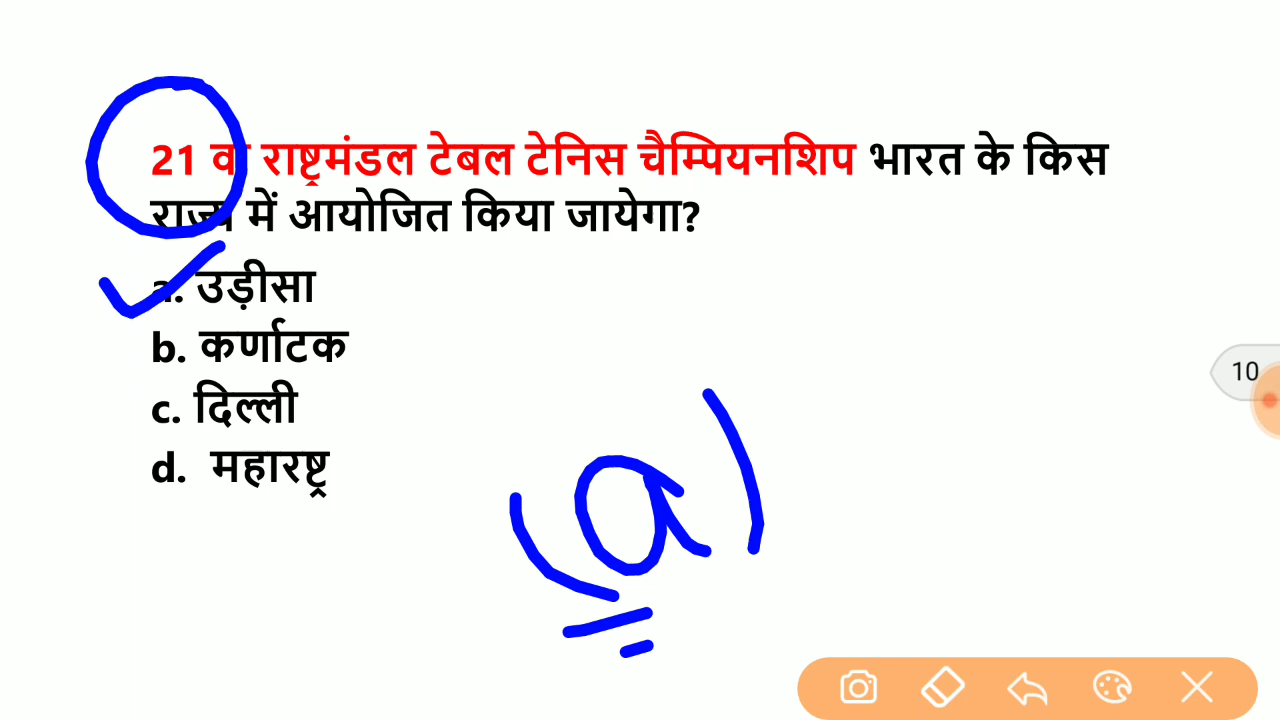 21 वा राष्ट्रमंडल टेबल टेनिस चैम्पियनशिप भारत के किस
राज्य में आयोजित किया जायेगा?
a. उड़ीसा
b. कर्णाटक
c. दिल्ली
d. महारष्ट्र
(a)
10